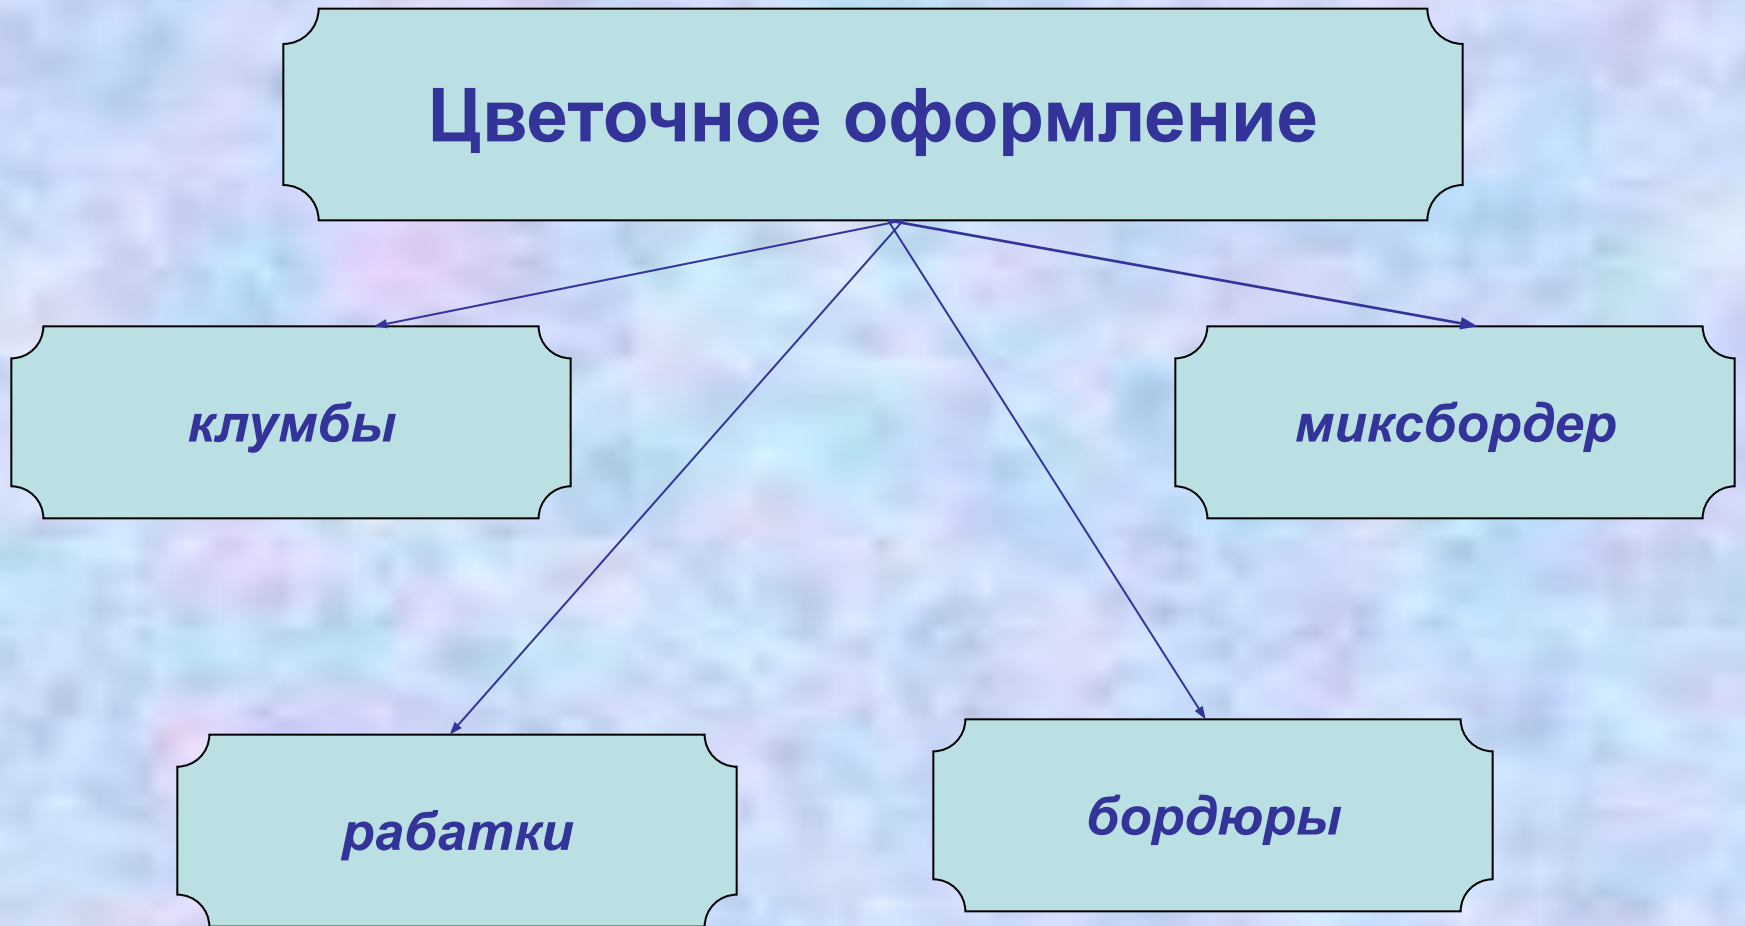 Цветочное оформление
клумбы
миксбордер
рабатки
бордюры